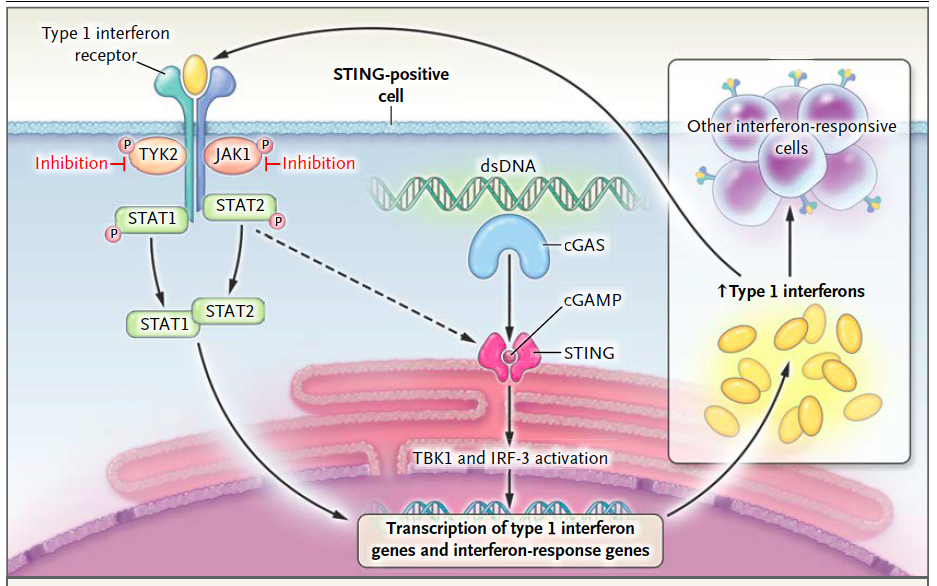 Type 1 interferon
receptor
STING-positive
cell
Other interferon-responsive
cells
P
TYK2
JAK1
P
Inhibition
Inhibition
dsDNA
STAT1
STAT2
P
P
cGAS
↑Type 1 interferons
cGAMP
STAT1
STAT2
STING
TBK1 and IRF-3 activation
Transcription of type 1 interferon
genes and interferon-response genes